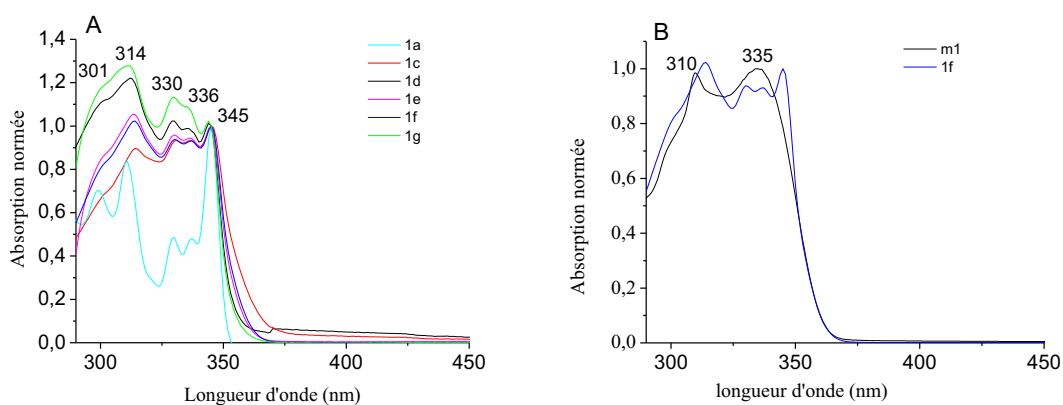 A
1,4
1,2
1,0
0,8
0,6
0,4
0,2
0,0
300
350
400
450
Absorption normée
Longueur d'onde (nm)
301
314
330
336
345
1a
1c
1d
1e
1f
1g
B
1,0
0,8
0,6
0,4
0,2
0,0
300
350
400
450
Absorption normée
longueur d'onde (nm)
310
335
m1
1f